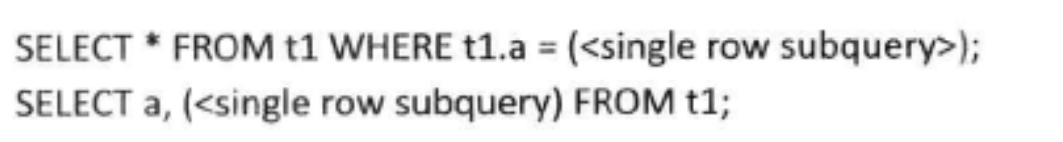 SELECT * FROM t1 WHERE t1.a = (<single row subquery>);
SELECT a, (<single row subquery) FROM t1;